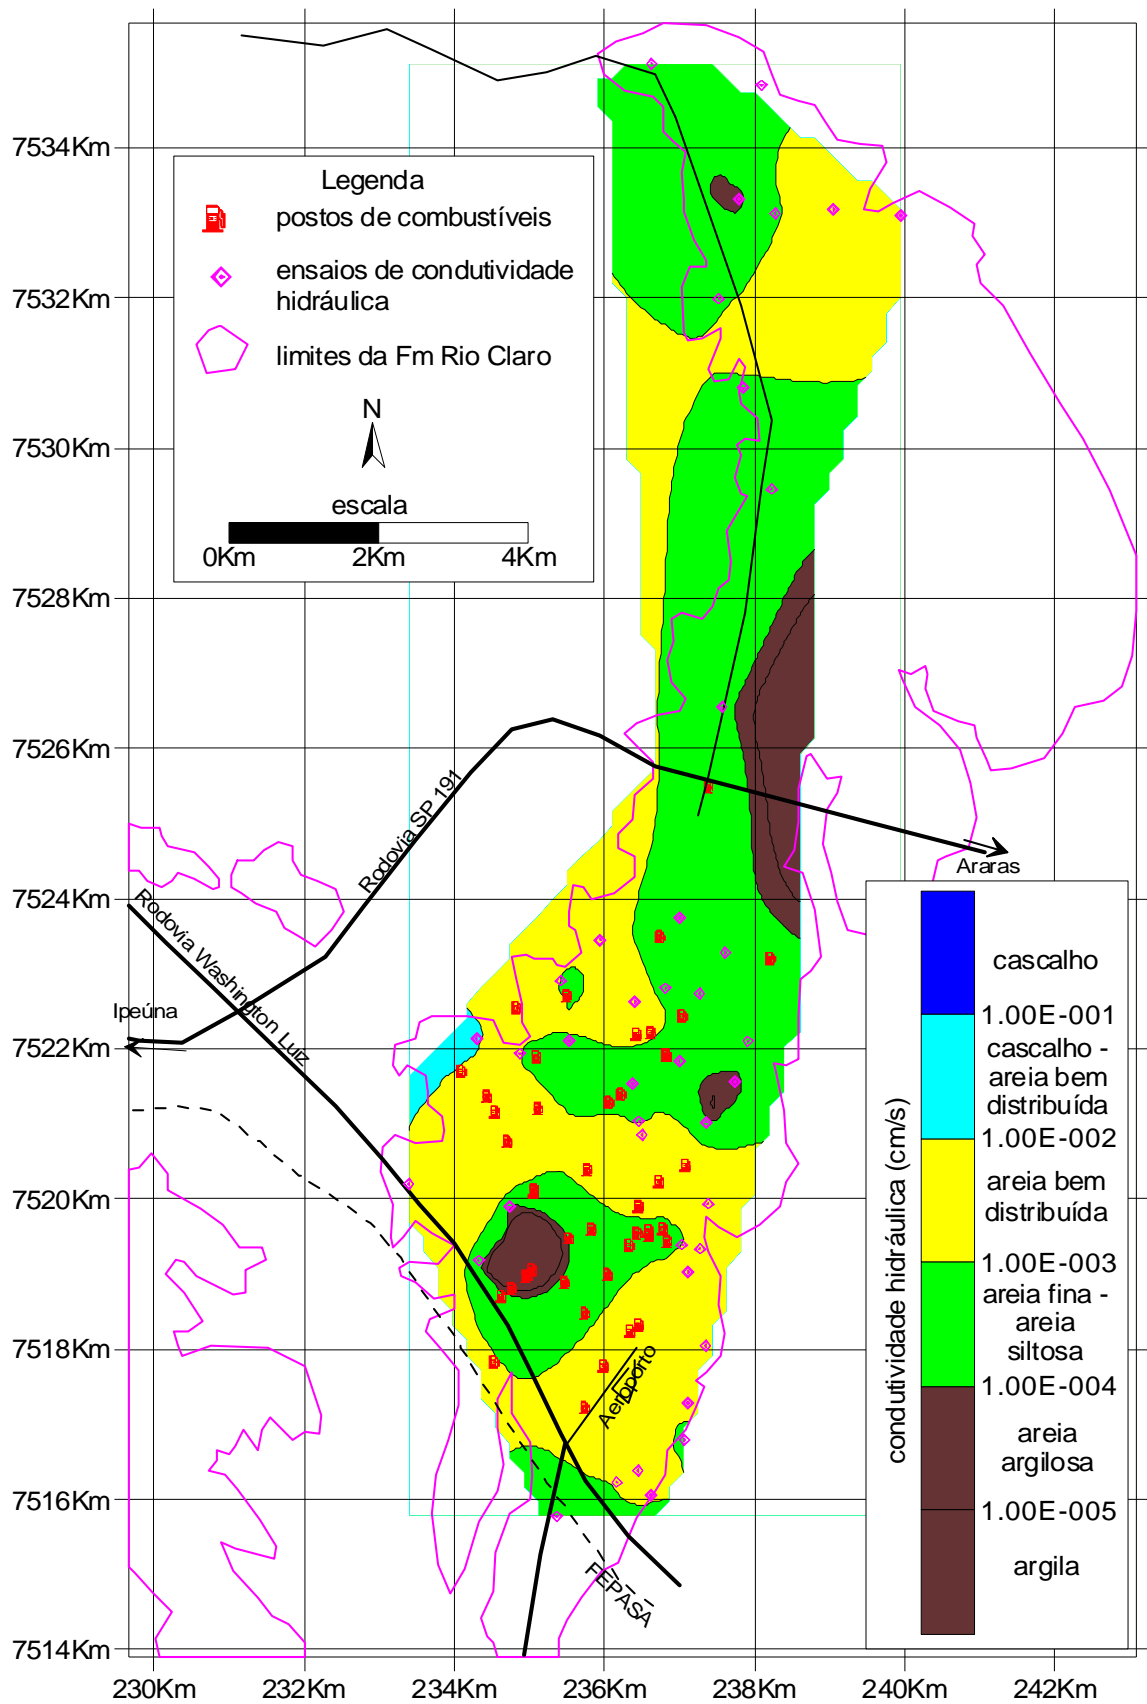 7534Km
7532Km
7530Km
7528Km
7526Km
7524Km
7522Km
7520Km
7518Km
7516Km
7514Km
Legenda
postos de combustíveis
ensaios de condutividade
hidráulica
limites da Fm Rio Claro
N
escala
0Km 2Km 4Km
Rodovia SP 191
Araras
Rodovia Washington Luiz
Ipeúna
Aeroporto
FEPASA
condutividade hidráulica (cm/s)
cascalho
1.00E-001
cascalho -
areia bem
distribuída
1.00E-002
areia bem
distribuída
1.00E-003
areia fina -
areia
siltosa
1.00E-004
areia
argilosa
1.00E-005
argila
230Km 232Km 234Km 236Km 238Km 240Km 242Km